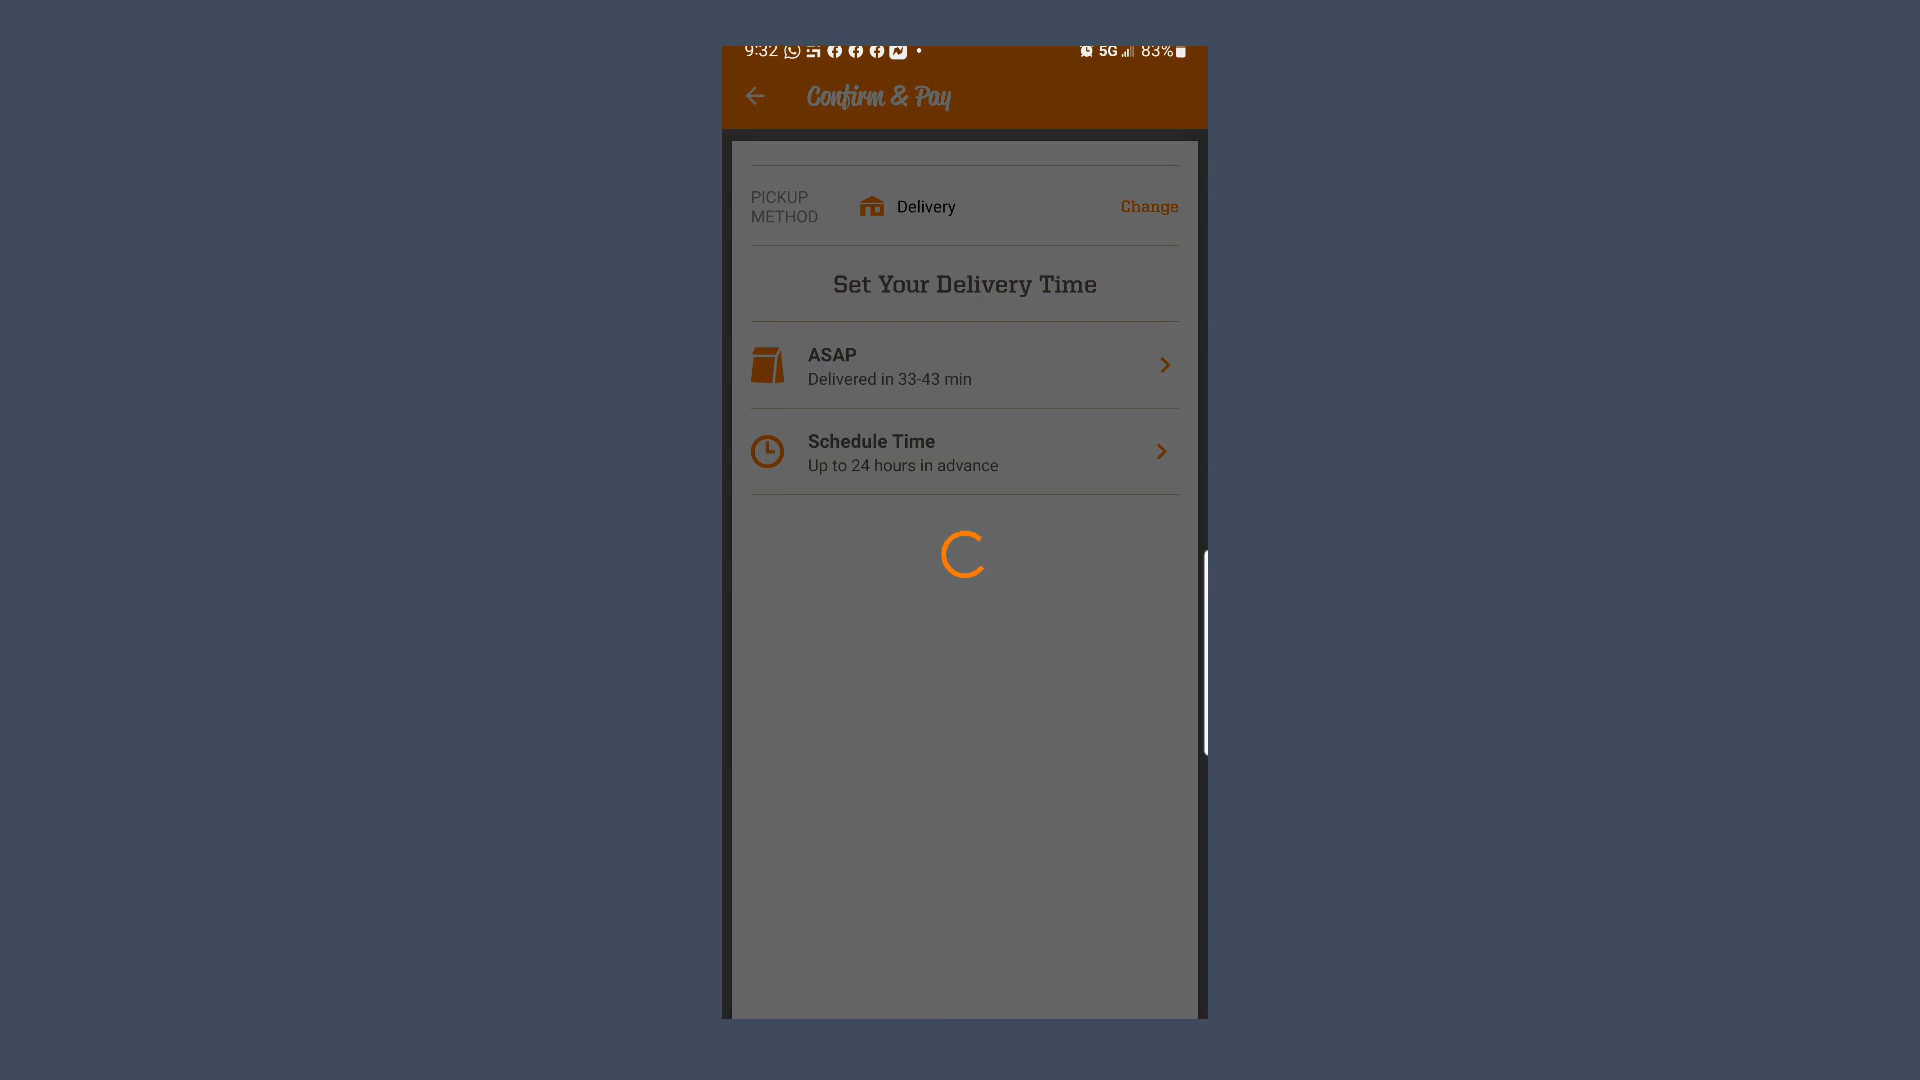 9:32 5G 83%
Confirm & Pay
PICKUP
METHOD
Delivery
Change
Set Your Delivery Time
ASAP
Delivered in 33-43 min
Schedule Time
Up to 24 hours in advance